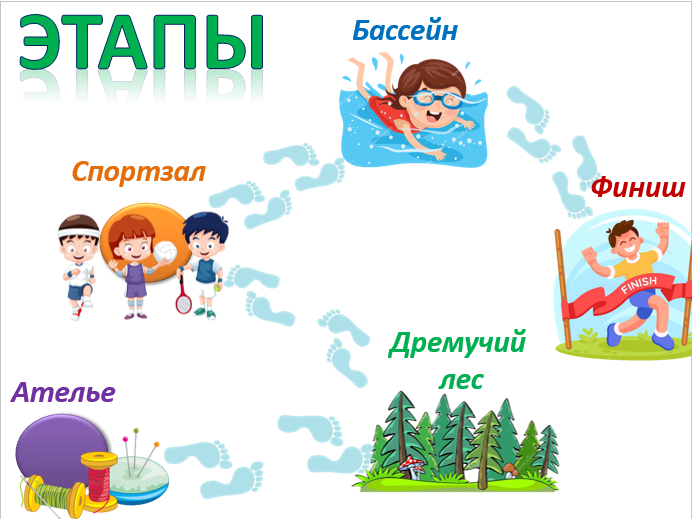 ЭТАПЫ
Бассейн
Спортзал
Финиш
FINISH
Дремучий
лес
Ателье